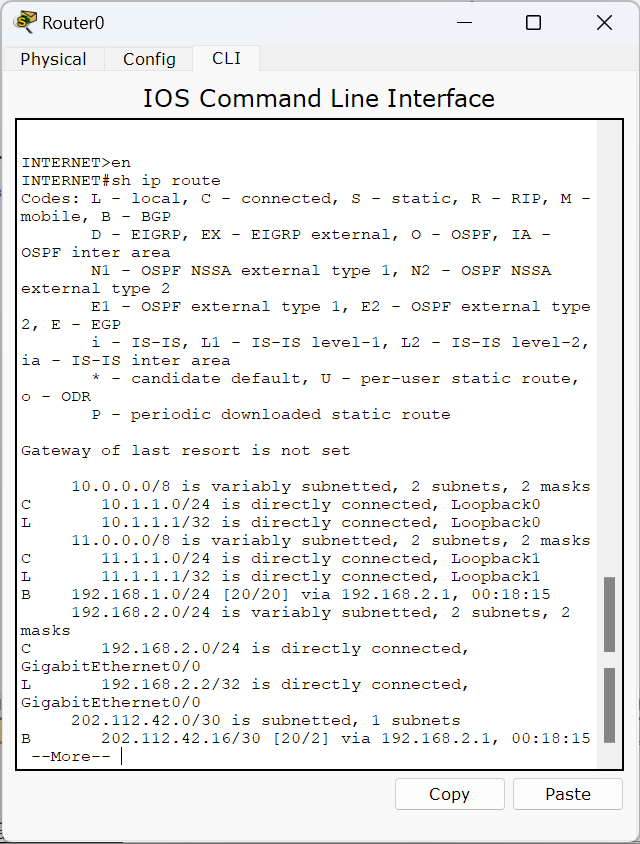 Router0
Physical Config CLI
IOS Command Line Interface
INTERNET>en
INTERNET#sh ip route
Codes: L - local, C - connected, S - static, R - RIP, M -
mobile, B - BGP
       D - EIGRP, EX - EIGRP external, O - OSPF, IA -
OSPF inter area
       N1 - OSPF NSSA external type 1, N2 - OSPF NSSA
external type 2
       E1 - OSPF external type 1, E2 - OSPF external type
2, E - EGP
       i - IS-IS, L1 - IS-IS level-1, L2 - IS-IS level-2,
ia - IS-IS inter area
       * - candidate default, U - per-user static route,
o - ODR
       P - periodic downloaded static route
Gateway of last resort is not set
     10.0.0.0/8 is variably subnetted, 2 subnets, 2 masks
C       10.1.1.0/24 is directly connected, Loopback0
L       10.1.1.1/32 is directly connected, Loopback0
     11.0.0.0/8 is variably subnetted, 2 subnets, 2 masks
C       11.1.1.0/24 is directly connected, Loopback1
L       11.1.1.1/32 is directly connected, Loopback1
B    192.168.1.0/24 [20/20] via 192.168.2.1, 00:18:15
     192.168.2.0/24 is variably subnetted, 2 subnets, 2
masks
C       192.168.2.0/24 is directly connected,
GigabitEthernet0/0
L       192.168.2.2/32 is directly connected,
GigabitEthernet0/0
     202.112.42.0/30 is subnetted, 1 subnets
B       202.112.42.16/30 [20/2] via 192.168.2.1, 00:18:15
 --More--
Copy Paste